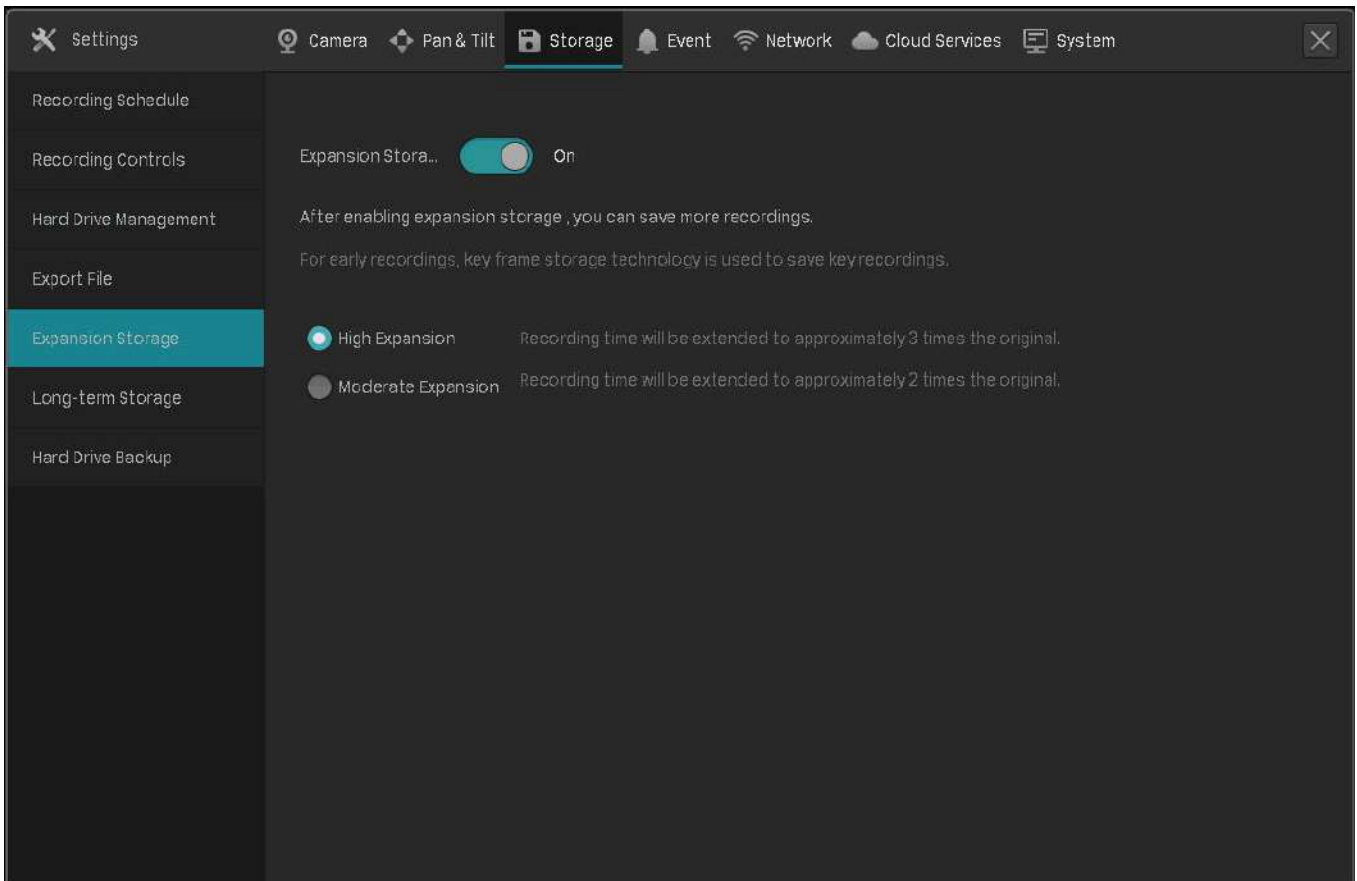 Settings
Camera Pan & Tilt Storage Event Network Cloud Services System
Recording Schedule
Recording Controls
Hard Drive Management
Export File
Expansion Storage
Long-term Storage
Hard Drive Backup
Expansion Stora... On
After enabling expansion storage , you can save more recordings.
For early recordings, key frame storage technology is used to save key recordings.
High Expansion Recording time will be extended to approximately 3 times the original.
Moderate Expansion Recording time will be extended to approximately 2 times the original.